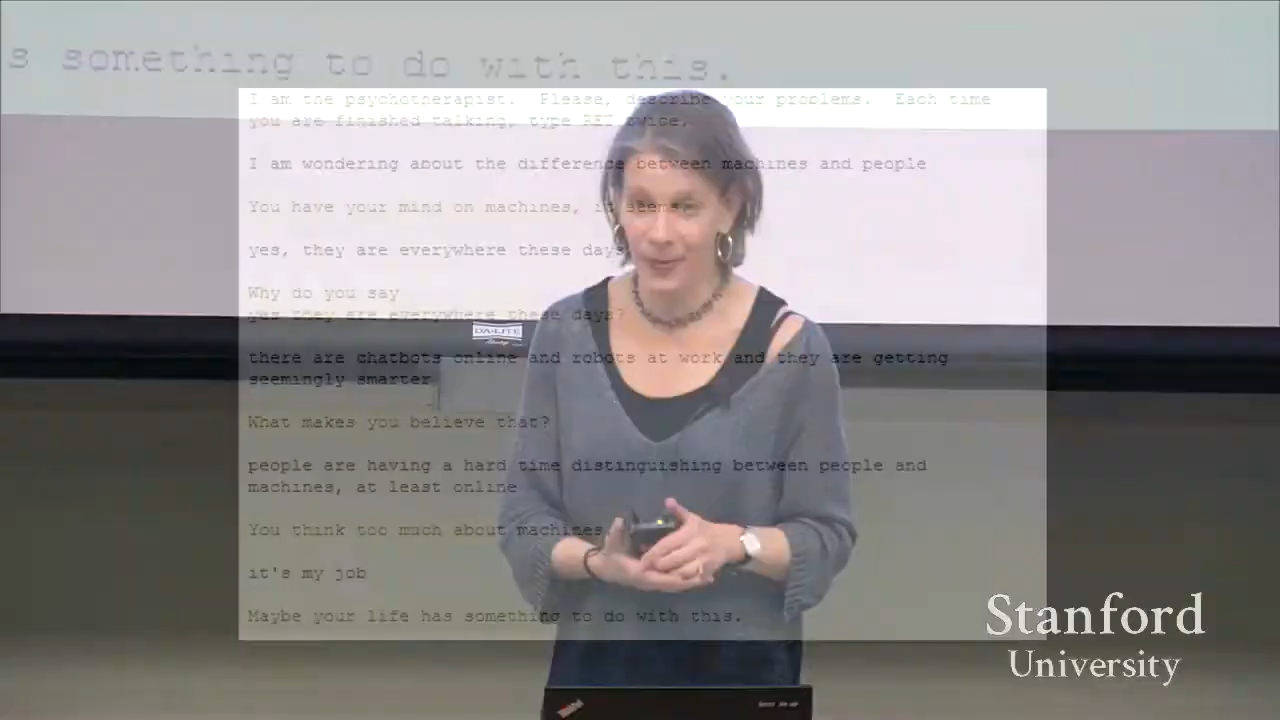 s something to do with this.
I am the psychotherapist.  Please, describe your problems.  Each time
you are finished talking, type RET twice.
I am wondering about the difference between machines and people
You have your mind on machines, it seems.
yes, they are everywhere these days
Why do you say
yes they are everywhere these days?
DA-LITE
there are chatbots online and robots at work and they are getting
seemingly smarter
What makes you believe that?
people are having a hard time distinguishing between people and
machines, at least online
You think too much about machines.
it's my job
Maybe your life has something to do with this.
Stanford
University